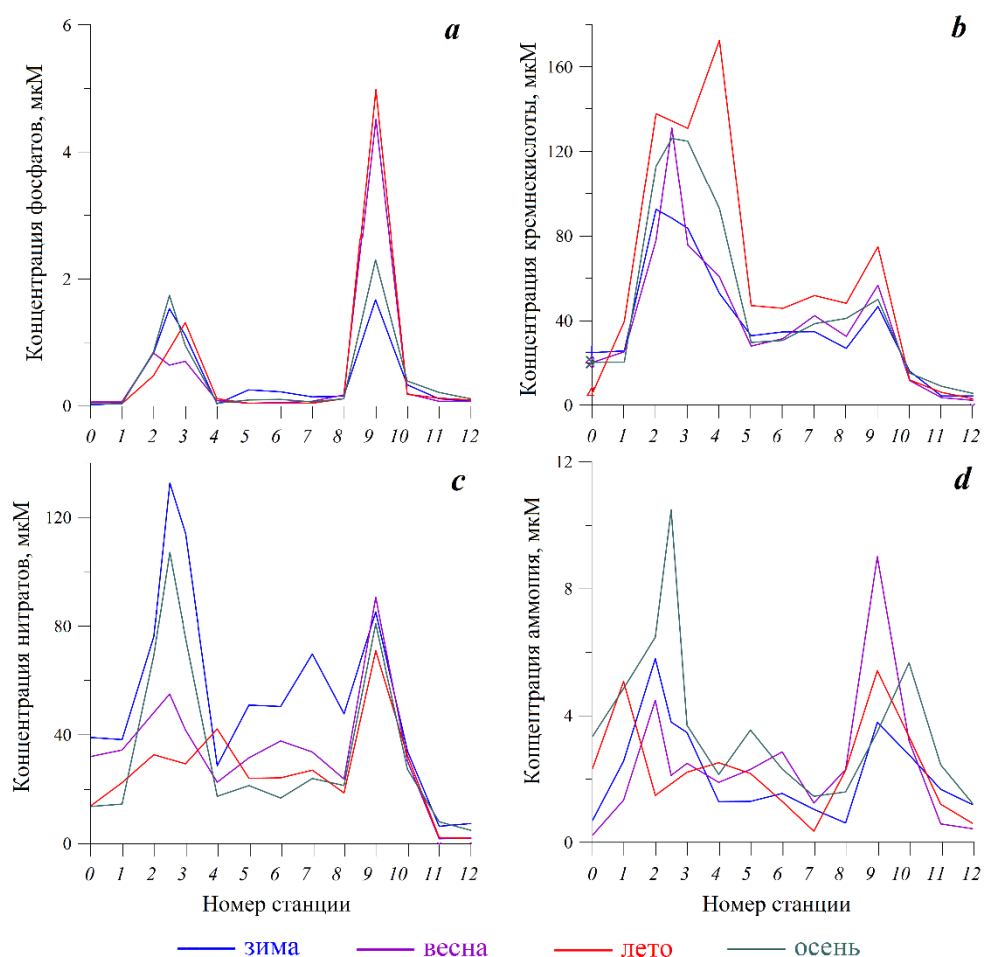 a
Концентрация фосфатов, мкМ
6
4
2
0
0 1 2 3 4 5 6 7 8 9 10 11 12
b
Концентрация крсмнскислоты, мкМ
160
120
80
40
0
0 1 2 3 4 5 6 7 8 9 10 11 12
c
Концентрация нитратов, мкМ
120
80
40
0
0 1 2 3 4 5 6 7 8 9 10 11 12
Номер станции
d
Копцептрация аммопия, мкМ
12
8
4
0
0 1 2 3 4 5 6 7 8 9 10 11 12
Номер станции
зима весна лето осень